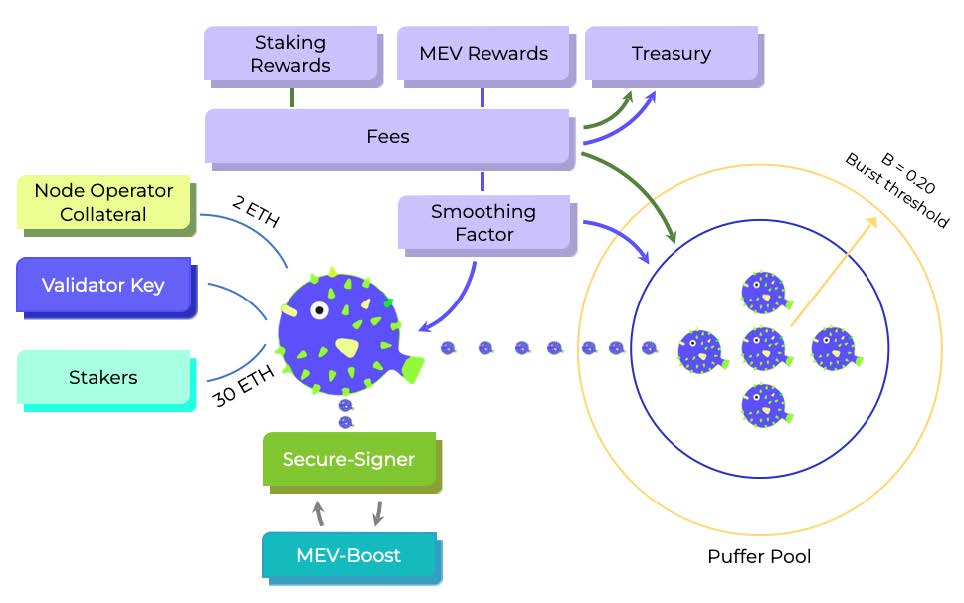 Staking
Rewards
MEV Rewards
Treasury
Fees
Node Operator
Collateral
2 ETH
Smoothing
Factor
B = 0.20
Burst threshold
Validator Key
Stakers
30 ETH
Secure-Signer
MEV-Boost
Puffer Pool